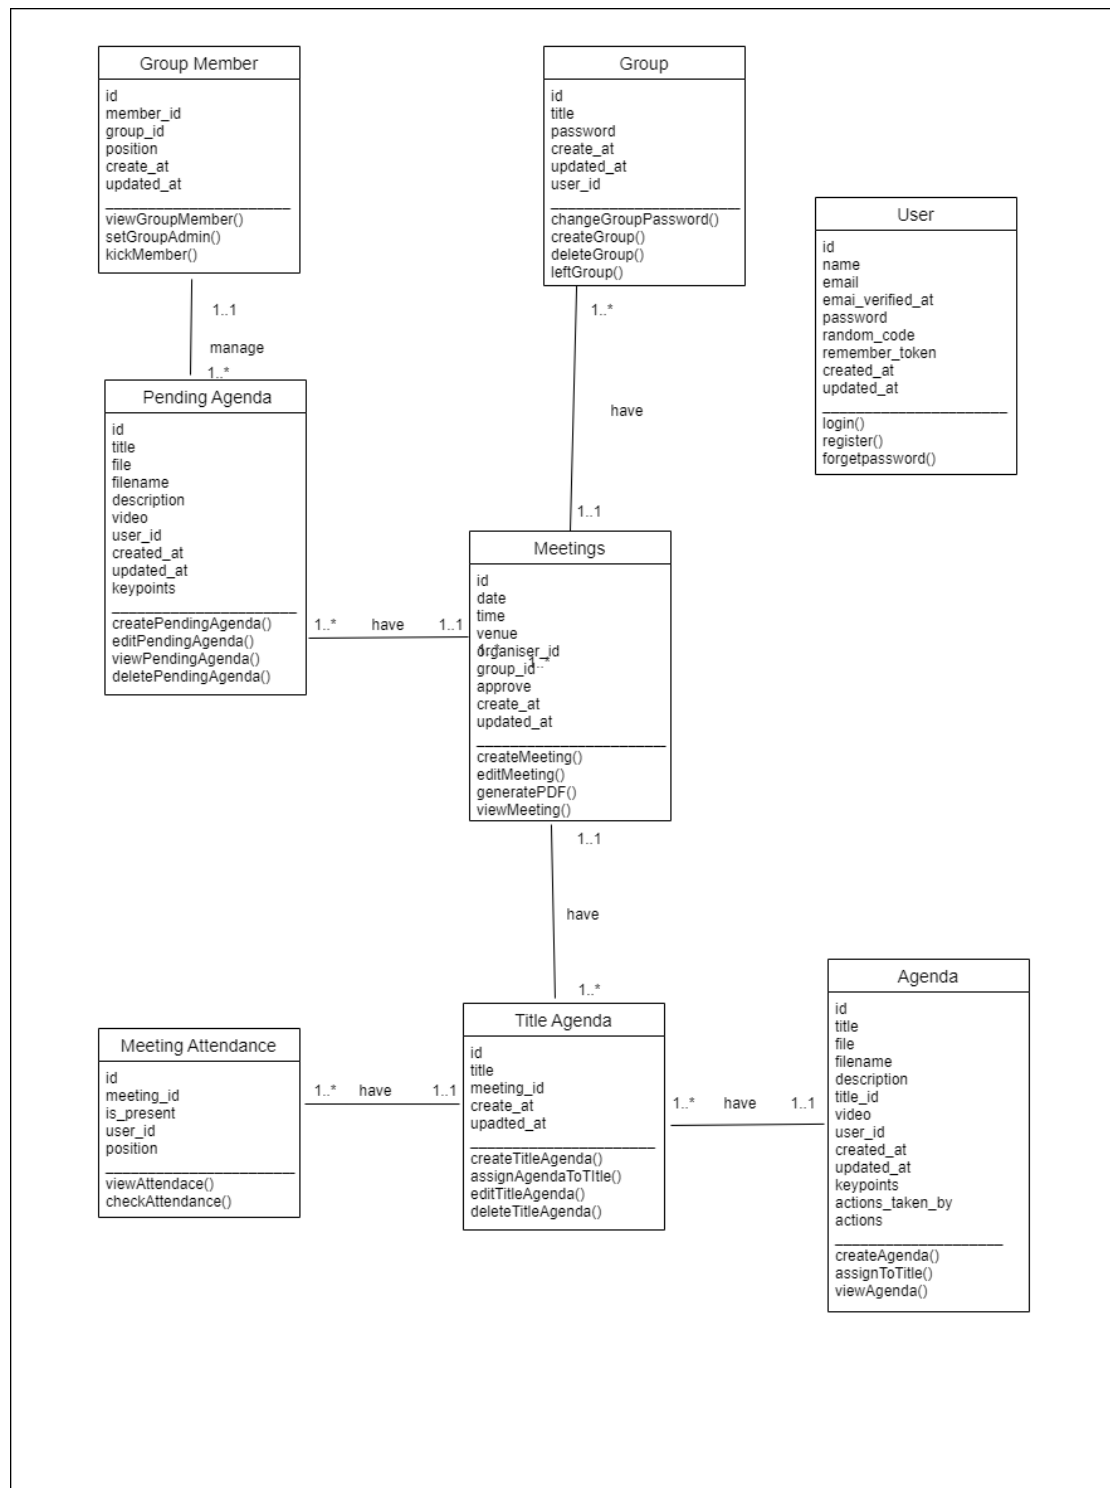 Group Member
id
member_id
group_id
position
create_at
updated_at
viewGroupMember()
setGroupAdmin()
kickMember()
Group
id
title
password
create_at
updated_at
user_id
changeGroupPassword()
createGroup()
deleteGroup()
leftGroup()
User
id
name
email
emai_verified_at
password
random_code
remember_token
created_at
updated_at
login()
register()
forgetpassword()
1..1
manage
1..*
1..*
have
1..1
Pending Agenda
id
title
file
filename
description
video
user_id
created_at
updated_at
keypoints
createPendingAgenda()
editPendingAgenda()
viewPendingAgenda()
deletePendingAgenda()
1..* have 1..1
Meetings
id
date
time
venue
organiser_id
group_id
1..*
approve
create_at
updated_at
createMeeting()
editMeeting()
generatePDF()
viewMeeting()
1..1
have
1..*
Meeting Attendance
id
meeting_id
is_present
user_id
position
viewAttendace()
checkAttendance()
1..* have 1..1
Title Agenda
id
title
meeting_id
create_at
upadted_at
createTitleAgenda()
assignAgendaToTItle()
editTitleAgenda()
deleteTitleAgenda()
1..* have 1..1
Agenda
id
title
file
filename
description
title_id
video
user_id
created_at
updated_at
keypoints
actions_taken_by
actions
createAgenda()
assignToTitle()
viewAgenda()